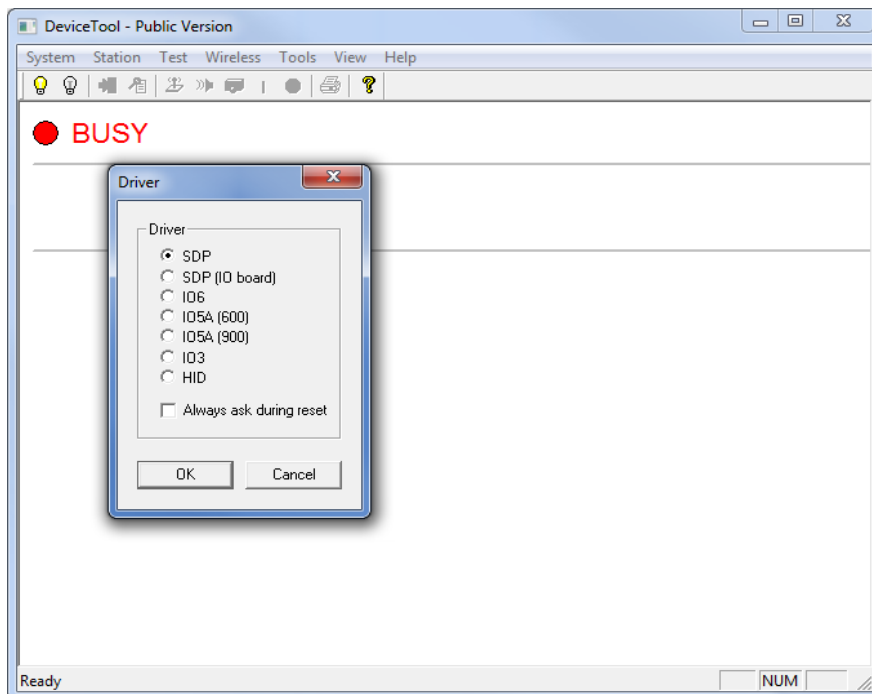 DeviceTool - Public Version
System Station Test Wireless Tools View Help
BUSY
Driver
Driver
SDP
SDP (IO board)
IO6
IO5A (600)
IO5A (900)
IO3
HID
Always ask during reset
OK Cancel
Ready NUM